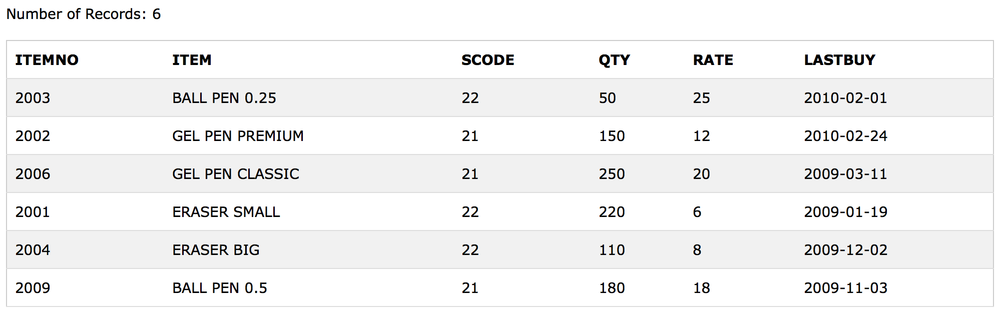 Number of Records: 6
ITEMNO ITEM SCODE QTY RATE LASTBUY
2003 BALL PEN 0.25 22 50 25 2010-02-01
2002 GEL PEN PREMIUM 21 150 12 2010-02-24
2006 GEL PEN CLASSIC 21 250 20 2009-03-11
2001 ERASER SMALL 22 220 6 2009-01-19
2004 ERASER BIG 22 110 8 2009-12-02
2009 BALL PEN 0.5 21 180 18 2009-11-03